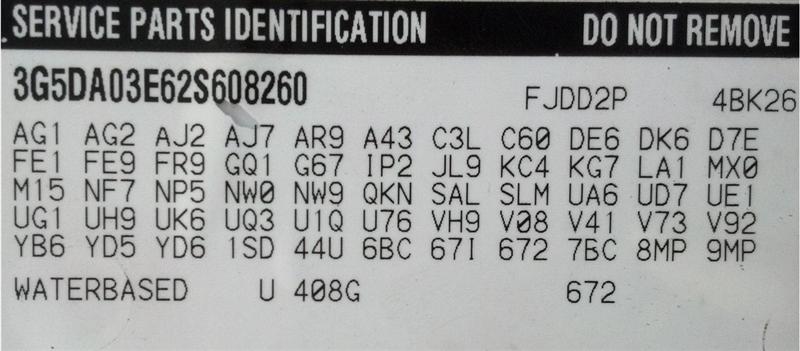 SERVICE PARTS IDENTIFICATION DO NOT REMOVE
3G5DA03E62S608260 FJDD2P 4BK26
AG1 AG2 AJ2 AJ7 AR9 A43 C3L C60 DE6 DK6 D7E
FE1 FE9 FR9 GQ1 G67 IP2 JL9 KC4 KG7 LA1 MX0
M15 NF7 NP5 NW0 NW9 QKN SAL SLM UA6 UD7 UE1
UG1 UH9 UK6 UQ3 U1Q U76 VH9 V08 V41 V73 V92
YB6 YD5 YD6 1SD 44U 6BC 67I 672 7BC 8MP 9MP
WATERBASED U 408G 672